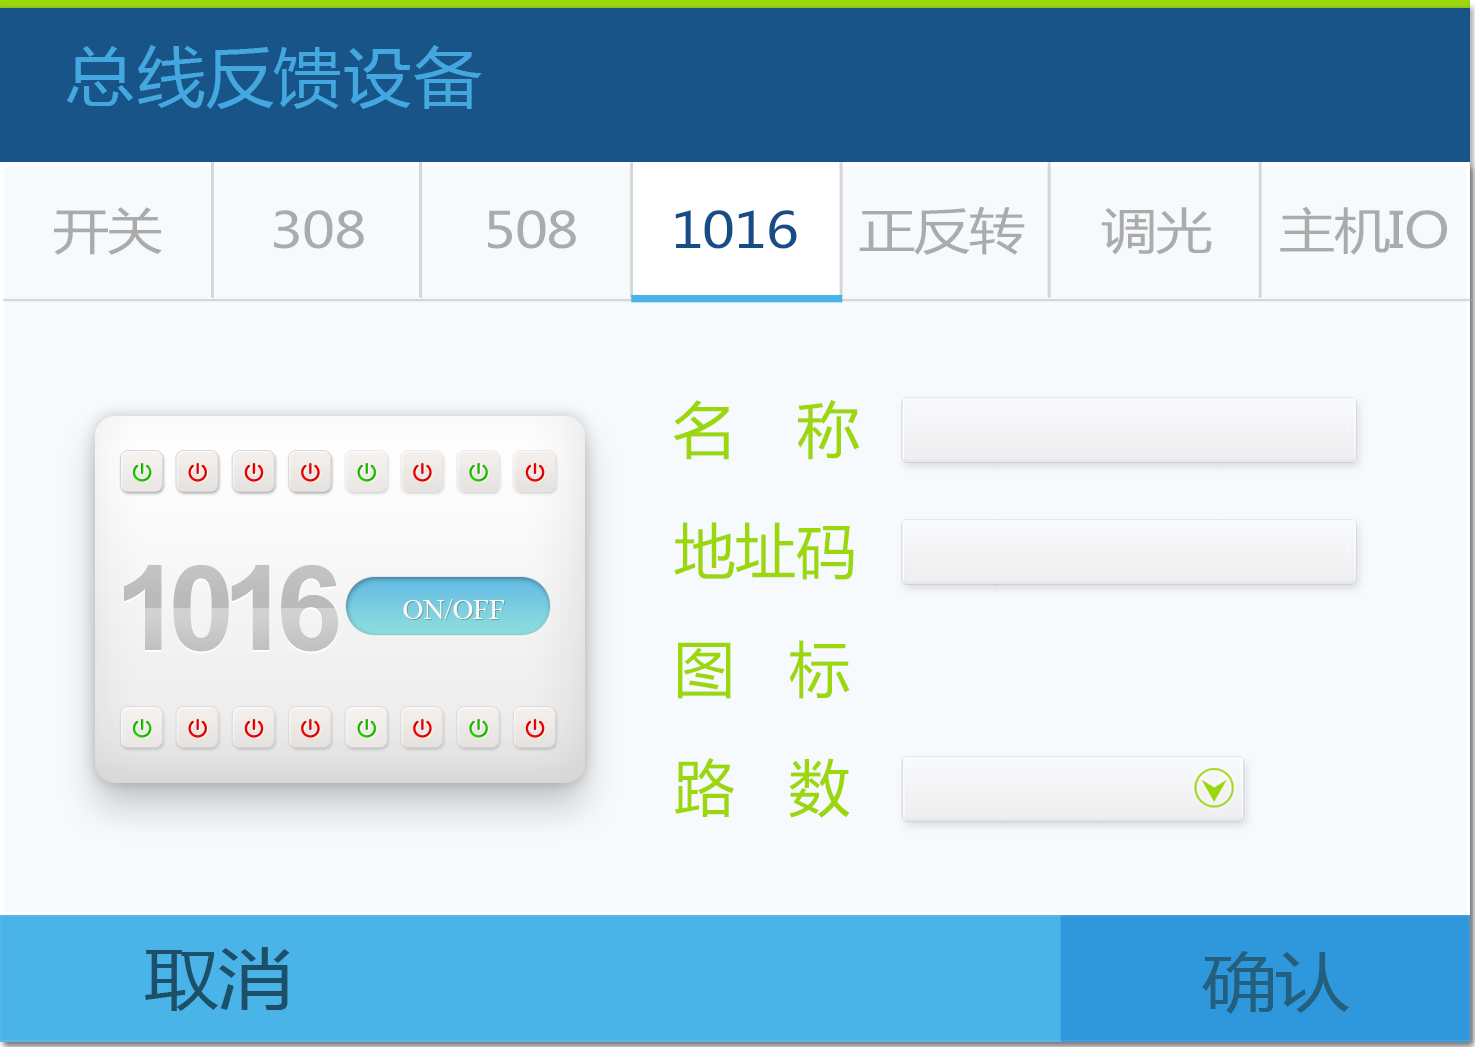 总线反馈设备
开关 308 508 1016 正反转 调光 主机IO
名 称
地址码
1016 ON/OFF
图 标
路 数
取消 确认